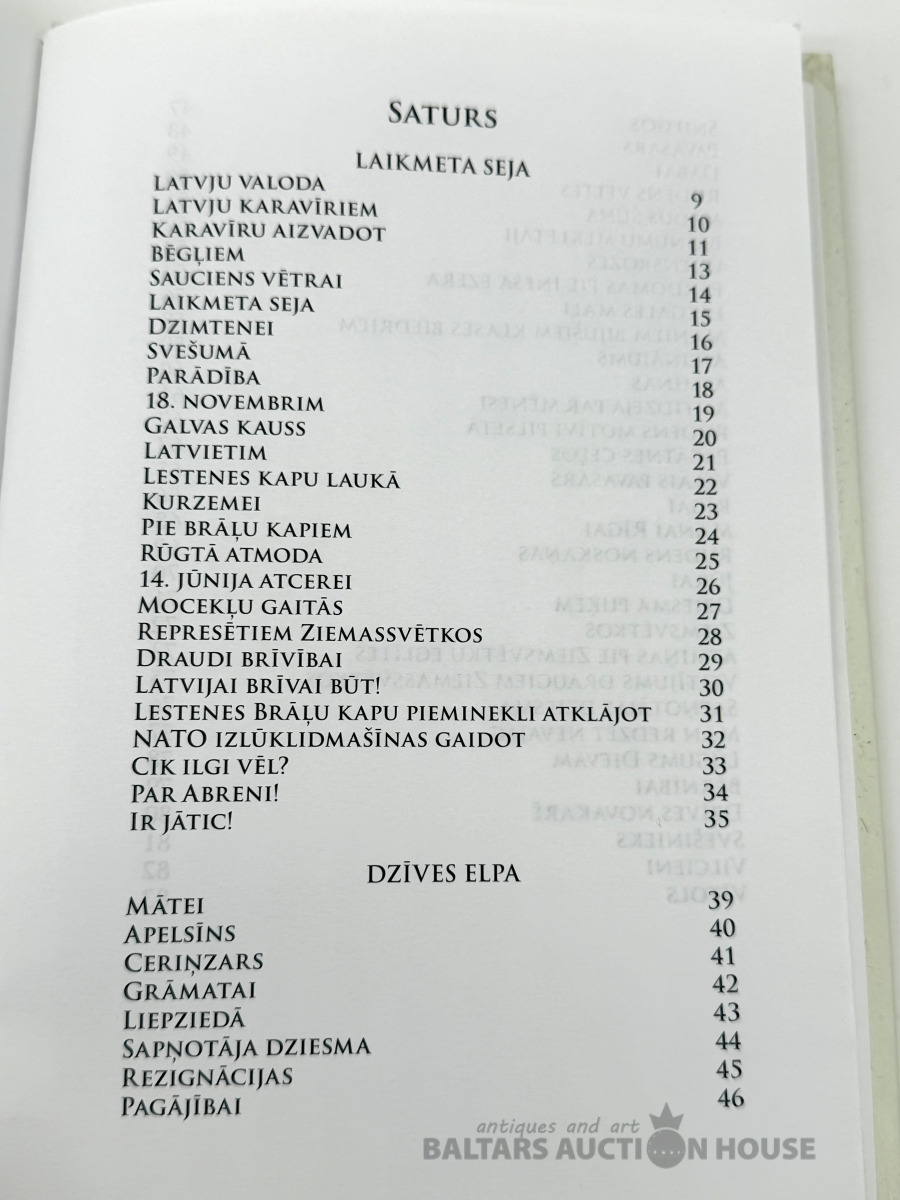 SATURS
LAIKMETA SEJA
LATVJU VALODA 9
LATVJU KARAVĪRIEM 10
KARAVĪRU AIZVADOT 11
BĒGĻIEM 13
SAUCIENS VĒTRAI 14
LAIKMETA SEJA 15
DZIMTENEI 16
SVEŠUMĀ 17
PARĀDĪBA 18
18. NOVEMBRIM 19
GALVAS KAUSS 20
LATVIETIM 21
LESTENES KAPU LAUKĀ 22
KURZEMEI 23
PIE BRĀĻU KAPIEM 24
RŪGTĀ ATMODA 25
14. JŪNIJA ATCEREI 26
MOCEKĻU GAITĀS 27
REPRESĒTIEM ZIEMASSVĒTKOS 28
DRAUDI BRĪVĪBAI 29
LATVIJAI BRĪVAI BŪT! 30
LESTENES BRĀĻU KAPU PIEMINEKLI ATKLĀJOT 31
NATO IZLŪKLIDMAŠĪNAS GAIDOT 32
CIK ILGI VĒL? 33
PAR ABRENI! 34
IR JĀTIC! 35
DZĪVES ELPA
MĀTEI 39
APELSĪNS 40
CERIŅZARS 41
GRĀMATAI 42
LIEPZIEDĀ 43
SAPŅOTĀJA DZIESMA 44
REZIGNĀCIJAS 45
PAGĀJĪBAI 46
antiques and art
BALTARS AUCTION HOUSE